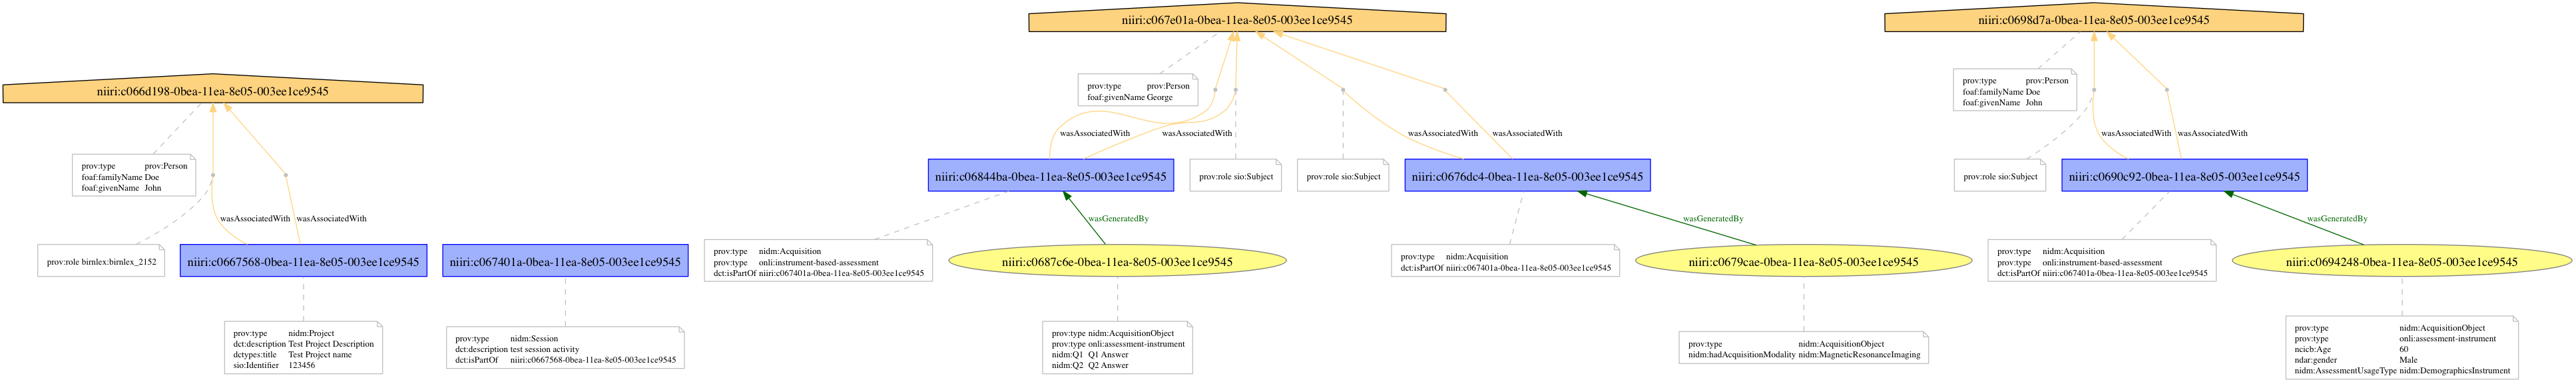 niiri:c067e01a-0bea-11ea-8e05-003ee1ce9545
niiri:c0698d7a-0bea-11ea-8e05-003ee1ce9545
niiri:c066d198-0bea-11ea-8e05-003ee1ce9545
prov:type prov:Person
foaf:givenName George
prov:type prov:Person
foaf:familyName Doe
foaf:givenName John
wasAssociatedWith
wasAssociatedWith
wasAssociatedWith
wasAssociatedWith
wasAssociatedWith
wasAssociatedWith
prov:type prov:Person
foaf:familyName Doe
foaf:givenName John
niiri:c06844ba-0bea-11ea-8e05-003ee1ce9545
prov:role sio:Subject
prov:role sio:Subject
niiri:c0676dc4-0bea-11ea-8e05-003ee1ce9545
prov:role sio:Subject
niiri:c0690c92-0bea-11ea-8e05-003ee1ce9545
wasAssociatedWith
wasAssociatedWith
wasGeneratedBy
wasGeneratedBy
wasGeneratedBy
prov:role birnlex:birnlex_2152
niiri:c0667568-0bea-11ea-8e05-003ee1ce9545
niiri:c067401a-0bea-11ea-8e05-003ee1ce9545
prov:type nidm:Acquisition
prov:type onli:instrument-based-assessment
dct:isPartOf niiri:c067401a-0bea-11ea-8e05-003ee1ce9545
niiri:c0687c6e-0bea-11ea-8e05-003ee1ce9545
prov:type nidm:Acquisition
dct:isPartOf niiri:c067401a-0bea-11ea-8e05-003ee1ce9545
niiri:c0679cae-0bea-11ea-8e05-003ee1ce9545
prov:type nidm:Acquisition
prov:type onli:instrument-based-assessment
dct:isPartOf niiri:c067401a-0bea-11ea-8e05-003ee1ce9545
niiri:c0694248-0bea-11ea-8e05-003ee1ce9545
prov:type nidm:Project
dct:description Test Project Description
dctypes:title Test Project name
sio:Identifier 123456
prov:type nidm:Session
dct:description test session activity
dct:isPartOf niiri:c0667568-0bea-11ea-8e05-003ee1ce9545
prov:type nidm:AcquisitionObject
prov:type onli:assessment-instrument
nidm:Q1 Q1 Answer
nidm:Q2 Q2 Answer
prov:type nidm:AcquisitionObject
nidm:hadAcquisitionModality nidm:MagneticResonanceImaging
prov:type nidm:AcquisitionObject
prov:type onli:assessment-instrument
ncicb:Age 60
ndar:gender Male
nidm:AssessmentUsageType nidm:DemographicsInstrument